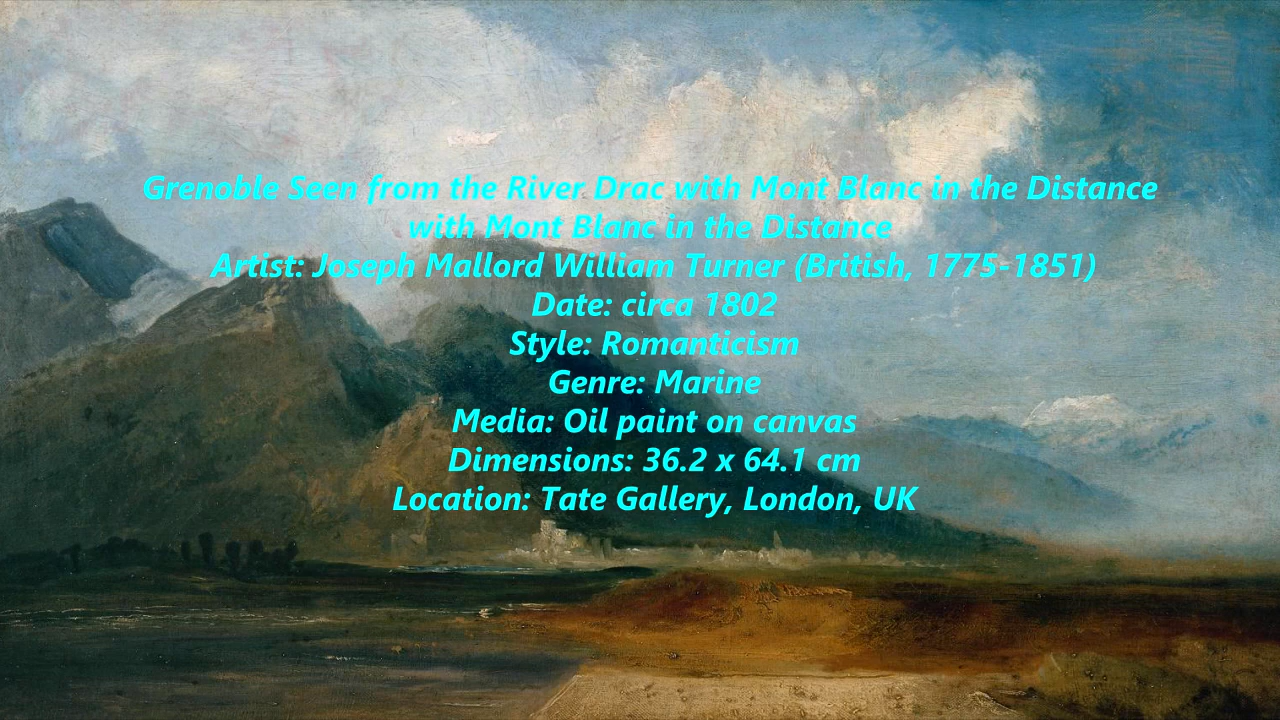 Grenoble Seen from the River Drac with Mont Blanc in the Distance
with Mont Blanc in the Distance
Artist: Joseph Mallord William Turner (British, 1775-1851)
Date: circa 1802
Style: Romanticism
Genre: Marine
Media: Oil paint on canvas
Dimensions: 36.2 x 64.1 cm
Location: Tate Gallery, London, UK